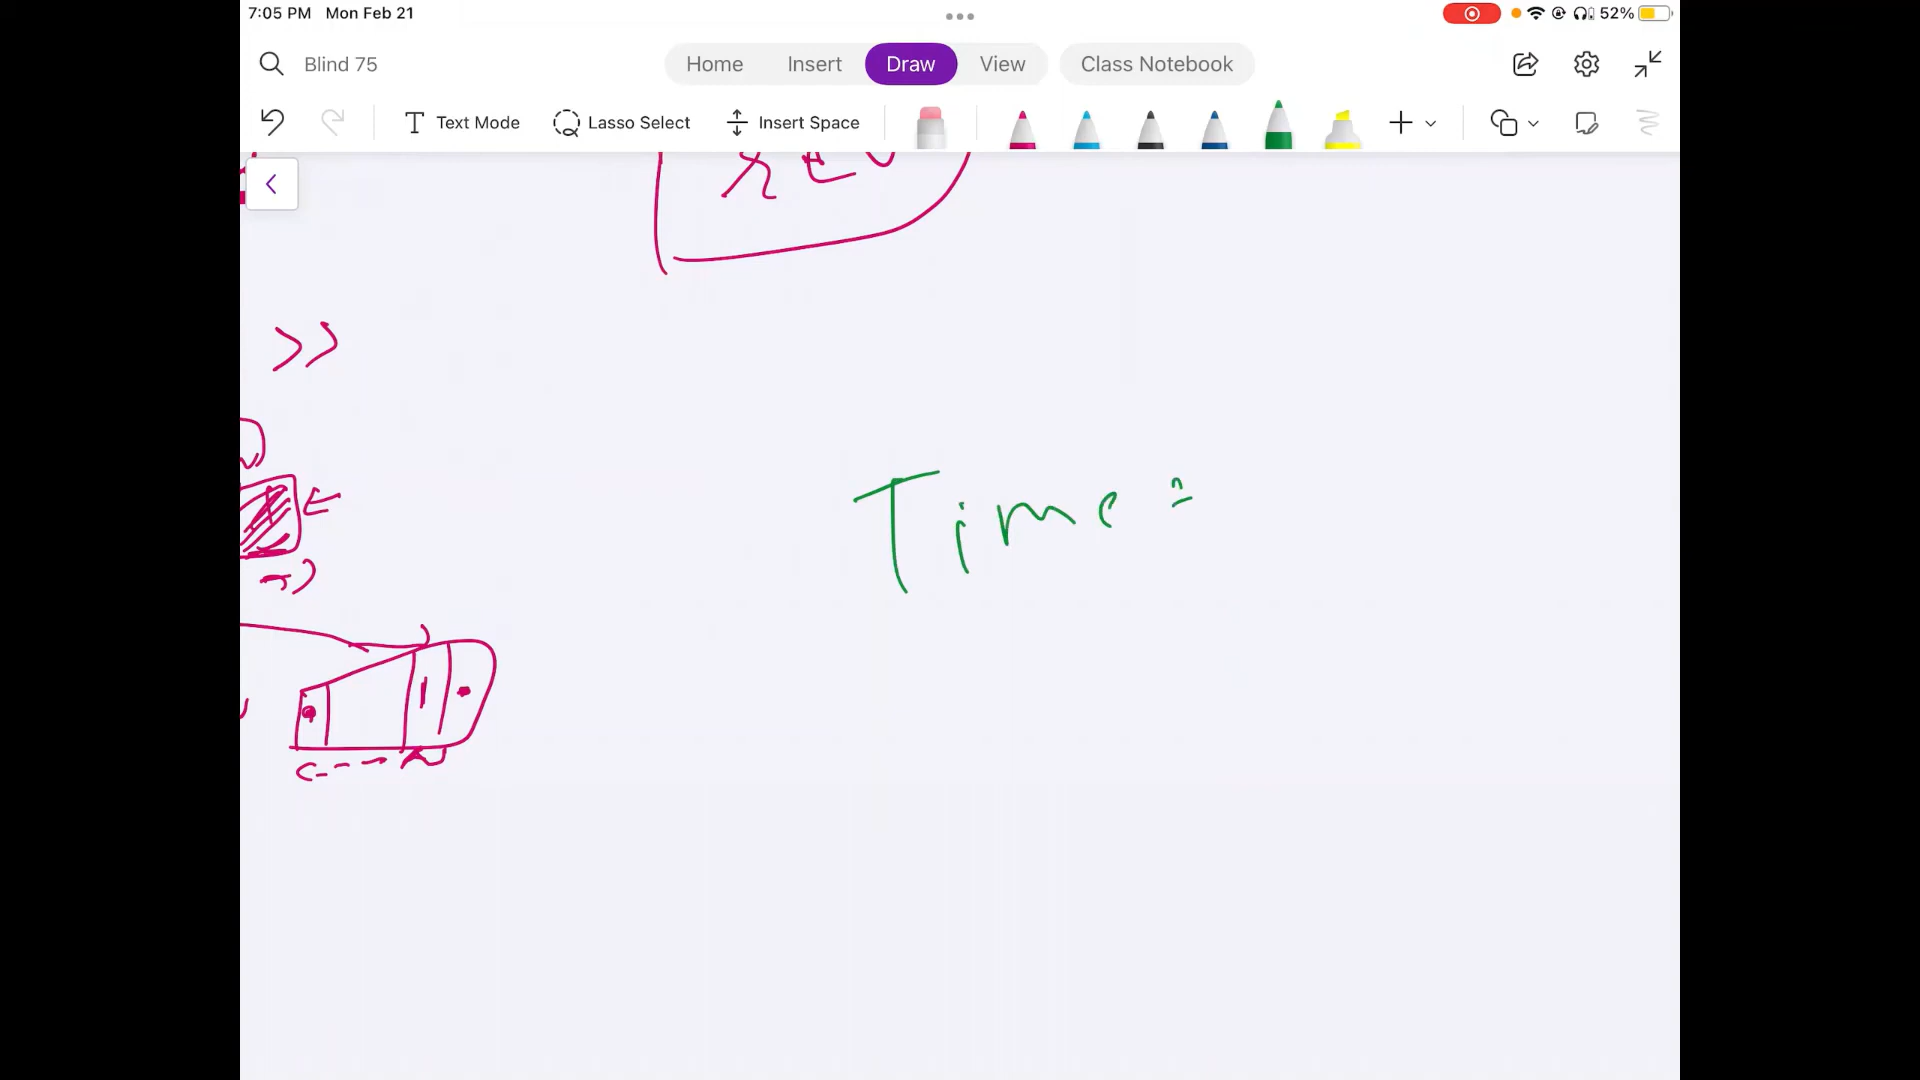 7:05 PM Mon Feb 21
52%
Blind 75
Home Insert Draw View Class Notebook
Text Mode Lasso Select Insert Space
>>
Time :